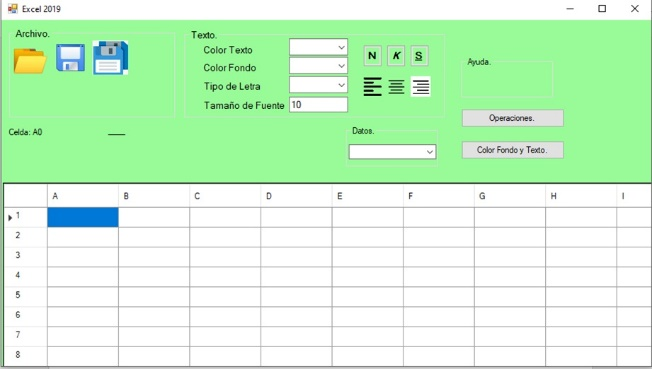 Excel 2019
Archivo.
Texto.
Color Texto
Color Fondo
Tipo de Letra
Tamaño de Fuente 10
N K S
Ayuda.
Operaciones.
Celda: A0
Datos.
Color Fondo y Texto.
A B C D E F G H I
1
2
3
4
5
6
7
8